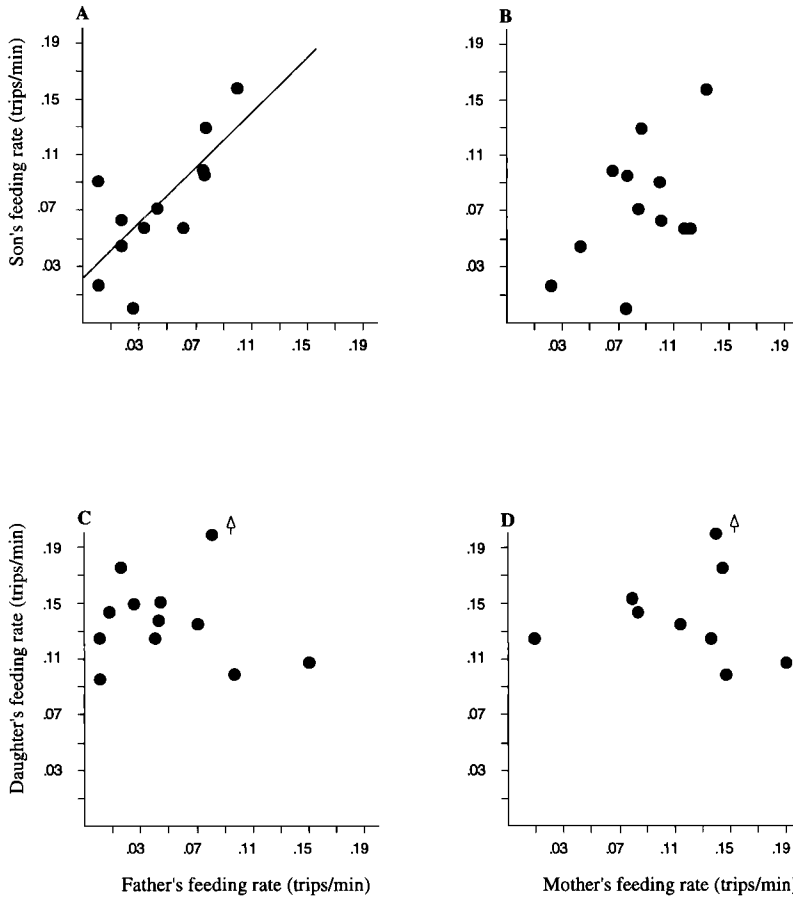 A
Son's feeding rate (trips/min)
.19
.15
.11
.07
.03
.03 .07 .11 .15 .19
B
.19
.15
.11
.07
.03
.03 .07 .11 .15 .19
C
Daughter's feeding rate (trips/min)
.19
.15
.11
.07
.03
.03 .07 .11 .15 .19
Father's feeding rate (trips/min)
D
.19
.15
.11
.07
.03
.03 .07 .11 .15 .19
Mother's feeding rate (trips/min)